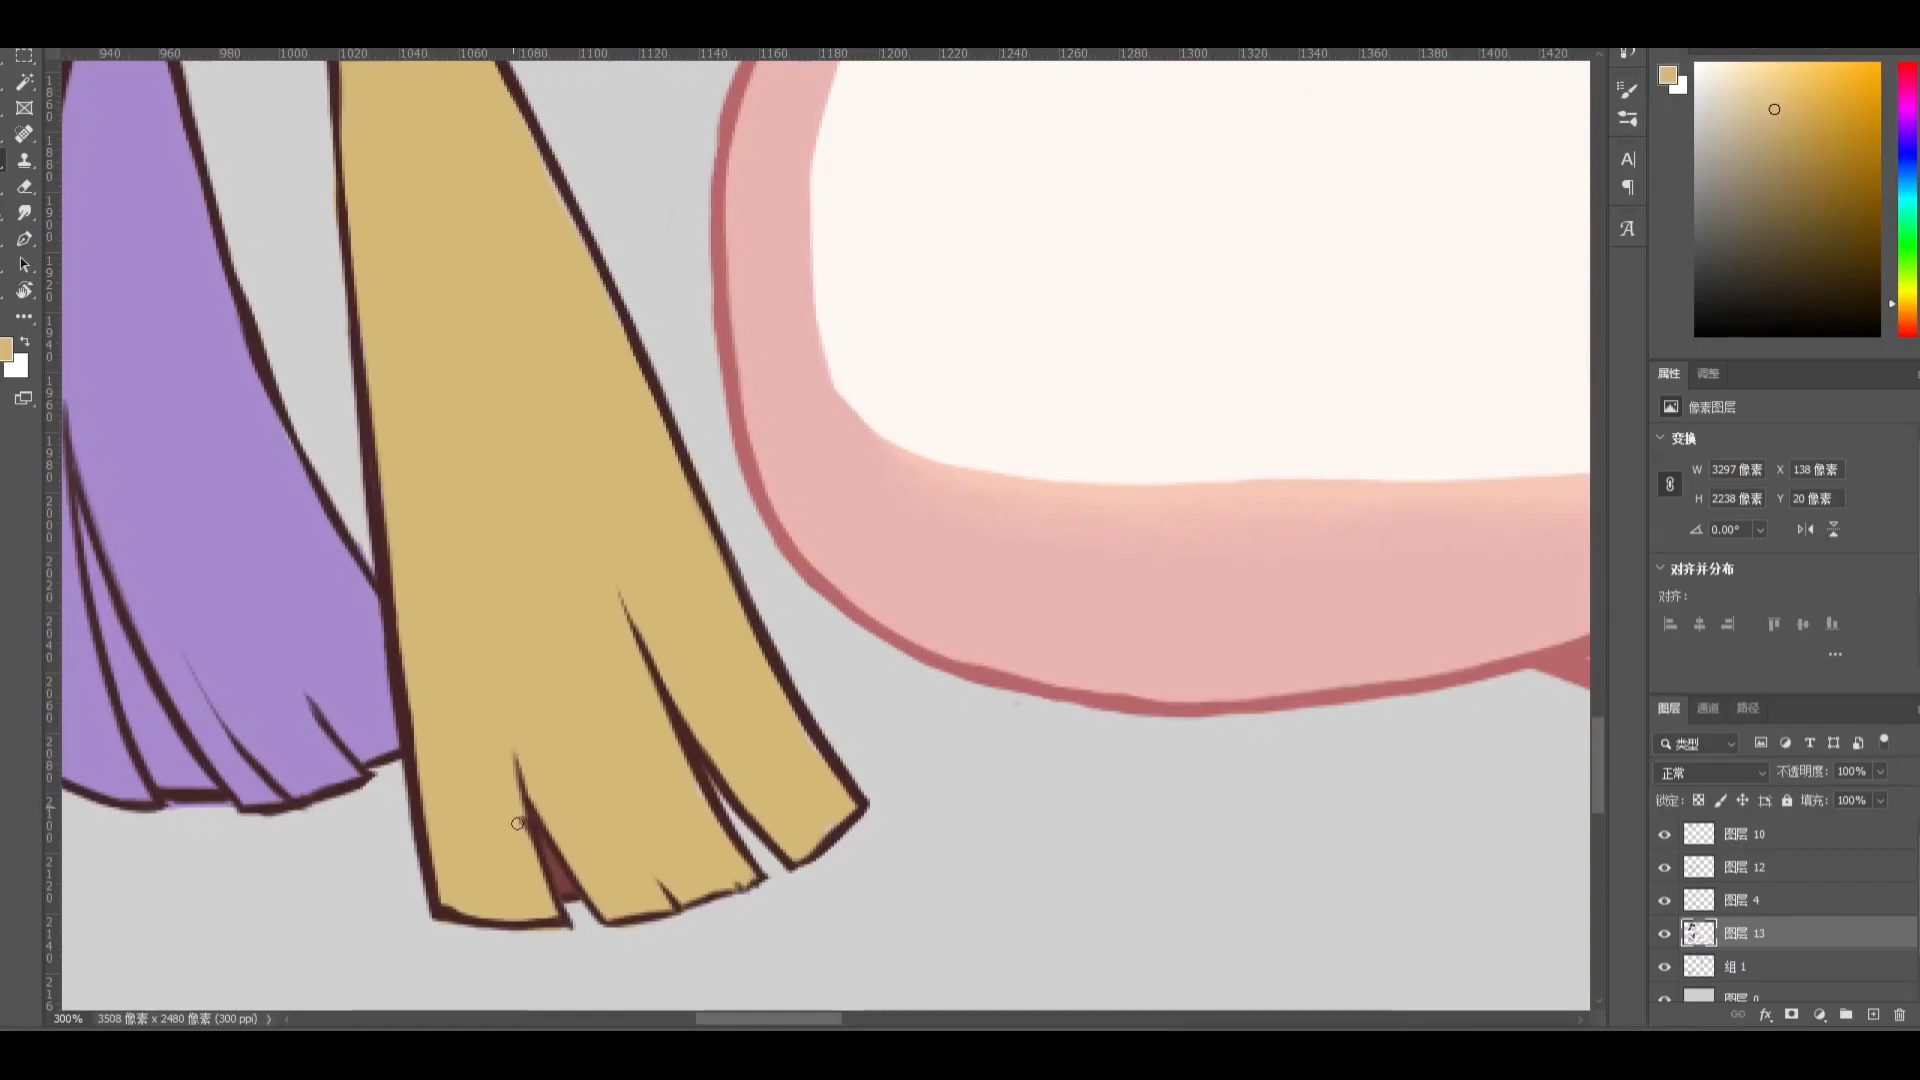 940 960 980 1000 1020 1040 1060 1080 1100 1120 1140 1160 1180 1200 1220 1240 1260 1280 1300 1320 1340 1360 1380 1400 1420
属性 调整
像素图层
变换
W 3297 像素 X 138 像素
H 2238 像素 Y 20 像素
0.00°
对齐并分布
对齐：
图层 通道 路径
类型
正常 不透明度： 100%
锁定： 填充： 100%
图层 10
图层 12
图层 4
图层 13
组 1
图层 0
300% 3508 像素 x 2480 像素 (300 ppi)